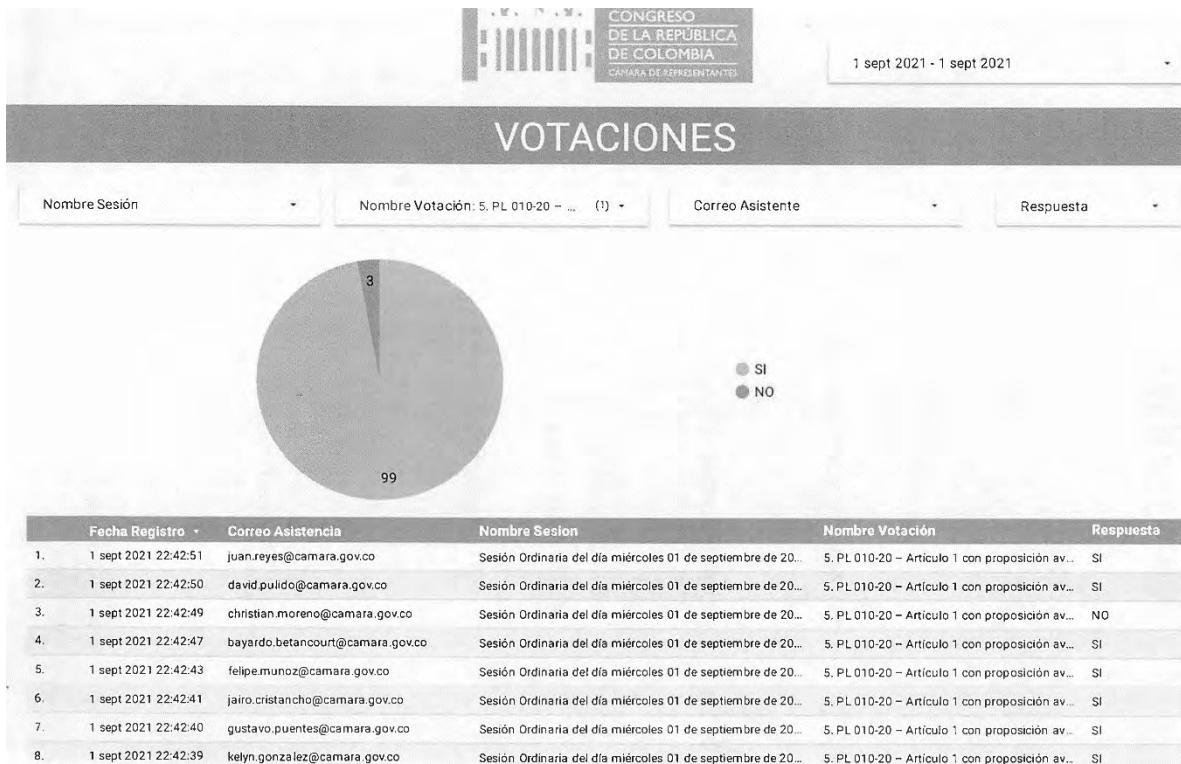 CONGRESO
DE LA REPÚBLICA
DE COLOMBIA
CÁMARA DE REPRESENTANTES
1 sept 2021 - 1 sept 2021
VOTACIONES
Nombre Sesión Nombre Votación: 5. PL 010-20 – ... (1) Correo Asistente Respuesta
3
SI
NO
99
Fecha Registro Correo Asistencia Nombre Sesion Nombre Votación Respuesta
1. 1 sept 2021 22:42:51 juan.reyes@camara.gov.co Sesión Ordinaria del día miércoles 01 de septiembre de 20... 5. PL 010-20 – Artículo 1 con proposición av... SI
2. 1 sept 2021 22:42:50 david.pulido@camara.gov.co Sesión Ordinaria del día miércoles 01 de septiembre de 20... 5. PL 010-20 – Artículo 1 con proposición av... SI
3. 1 sept 2021 22:42:49 christian.moreno@camara.gov.co Sesión Ordinaria del día miércoles 01 de septiembre de 20... 5. PL 010-20 – Artículo 1 con proposición av... NO
4. 1 sept 2021 22:42:47 bayardo.betancourt@camara.gov.co Sesión Ordinaria del día miércoles 01 de septiembre de 20... 5. PL 010-20 – Artículo 1 con proposición av... SI
5. 1 sept 2021 22:42:43 felipe.munoz@camara.gov.co Sesión Ordinaria del día miércoles 01 de septiembre de 20... 5. PL 010-20 – Artículo 1 con proposición av... SI
6. 1 sept 2021 22:42:41 jairo.cristancho@camara.gov.co Sesión Ordinaria del día miércoles 01 de septiembre de 20... 5. PL 010-20 – Artículo 1 con proposición av... SI
7. 1 sept 2021 22:42:40 gustavo.puentes@camara.gov.co Sesión Ordinaria del día miércoles 01 de septiembre de 20... 5. PL 010-20 – Artículo 1 con proposición av... SI
8. 1 sept 2021 22:42:39 kelyn.gonzalez@camara.gov.co Sesión Ordinaria del día miércoles 01 de septiembre de 20... 5. PL 010-20 – Artículo 1 con proposición av... SI